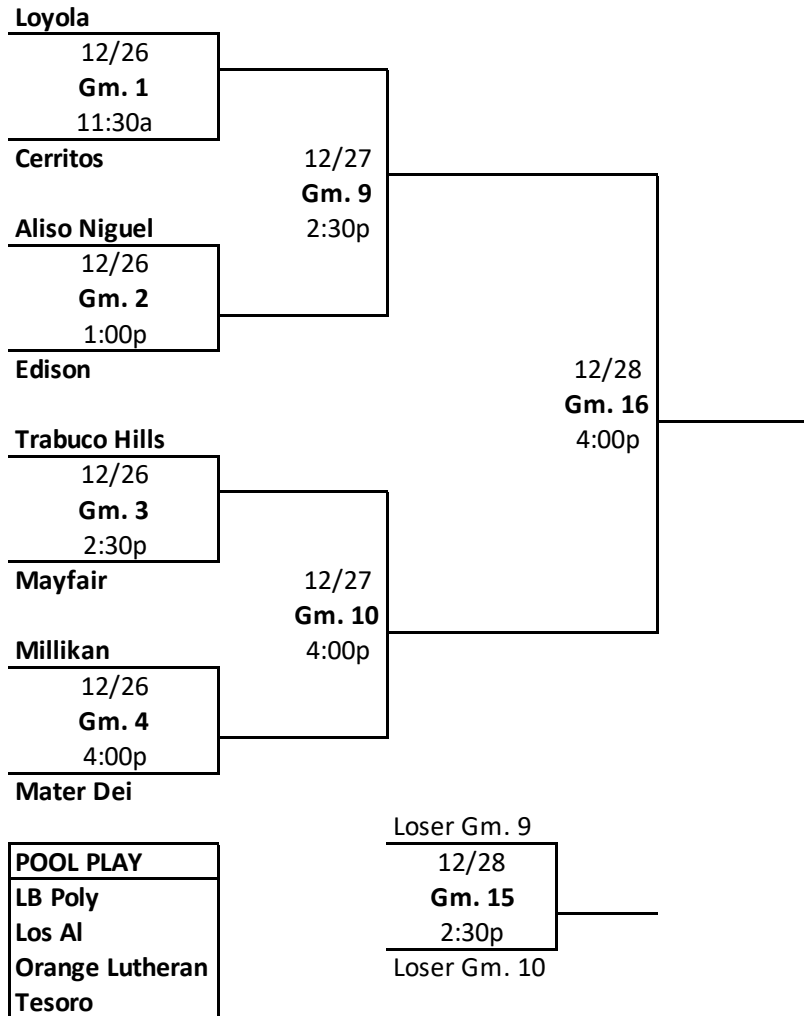 Loyola
12/26
Gm. 1
11:30a
Cerritos
12/27
Gm. 9
2:30p
Aliso Niguel
12/26
Gm. 2
1:00p
Edison
12/28
Gm. 16
4:00p
Trabuco Hills
12/26
Gm. 3
2:30p
Mayfair
12/27
Gm. 10
4:00p
Millikan
12/26
Gm. 4
4:00p
Mater Dei
Loser Gm. 9
12/28
Gm. 15
2:30p
Loser Gm. 10
POOL PLAY
LB Poly
Los Al
Orange Lutheran
Tesoro